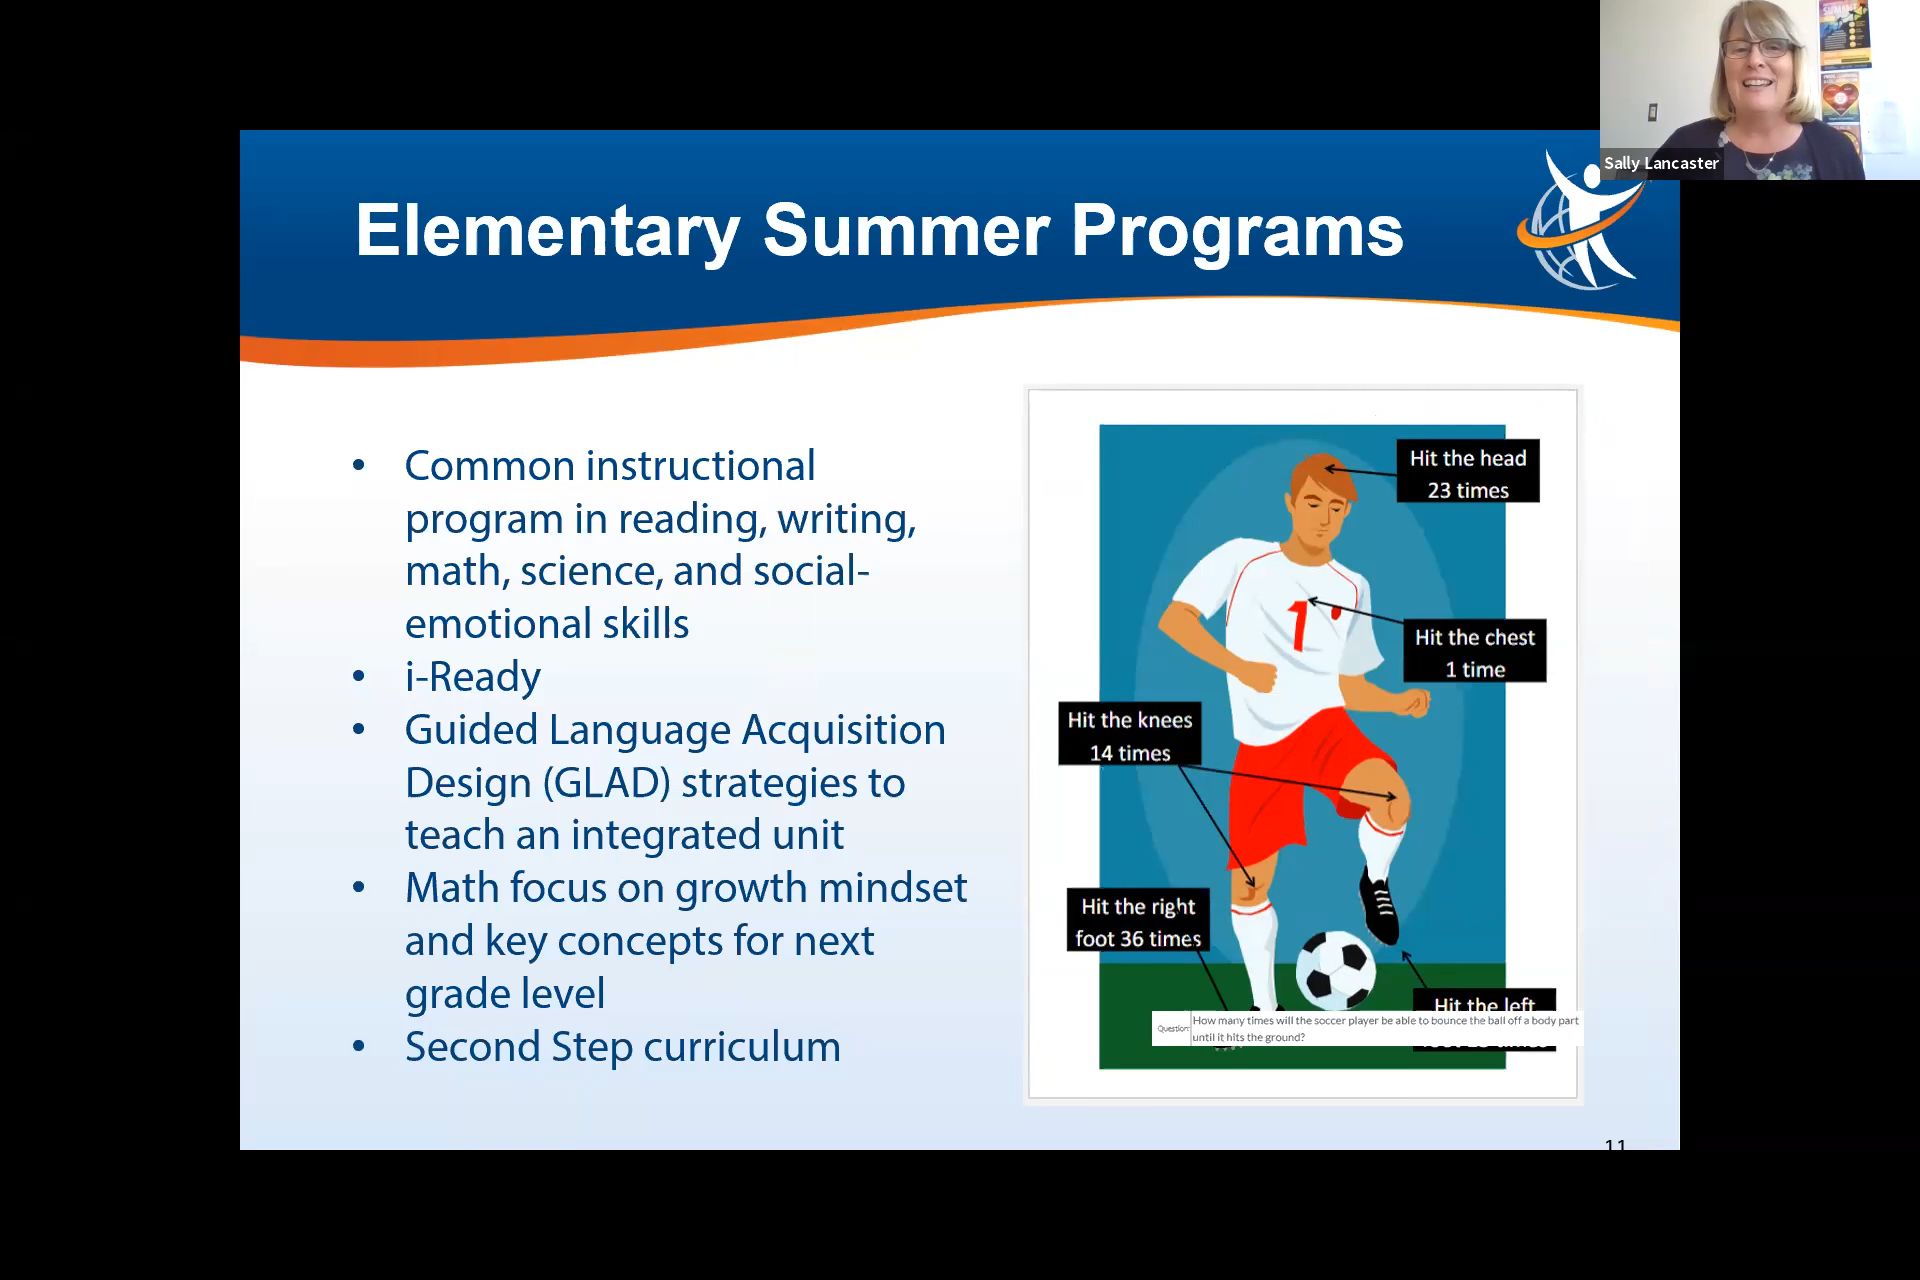 Sally Lancaster
Elementary Summer Programs
• Common instructional
program in reading, writing,
math, science, and social-
emotional skills
• i-Ready
• Guided Language Acquisition
Design (GLAD) strategies to
teach an integrated unit
• Math focus on growth mindset
and key concepts for next
grade level
• Second Step curriculum
Hit the head
23 times
1
Hit the chest
1 time
Hit the knees
14 times
Hit the right
foot 36 times
Hit the left
Question:
How many times will the soccer player be able to bounce the ball off a body part
until it hits the ground?
11